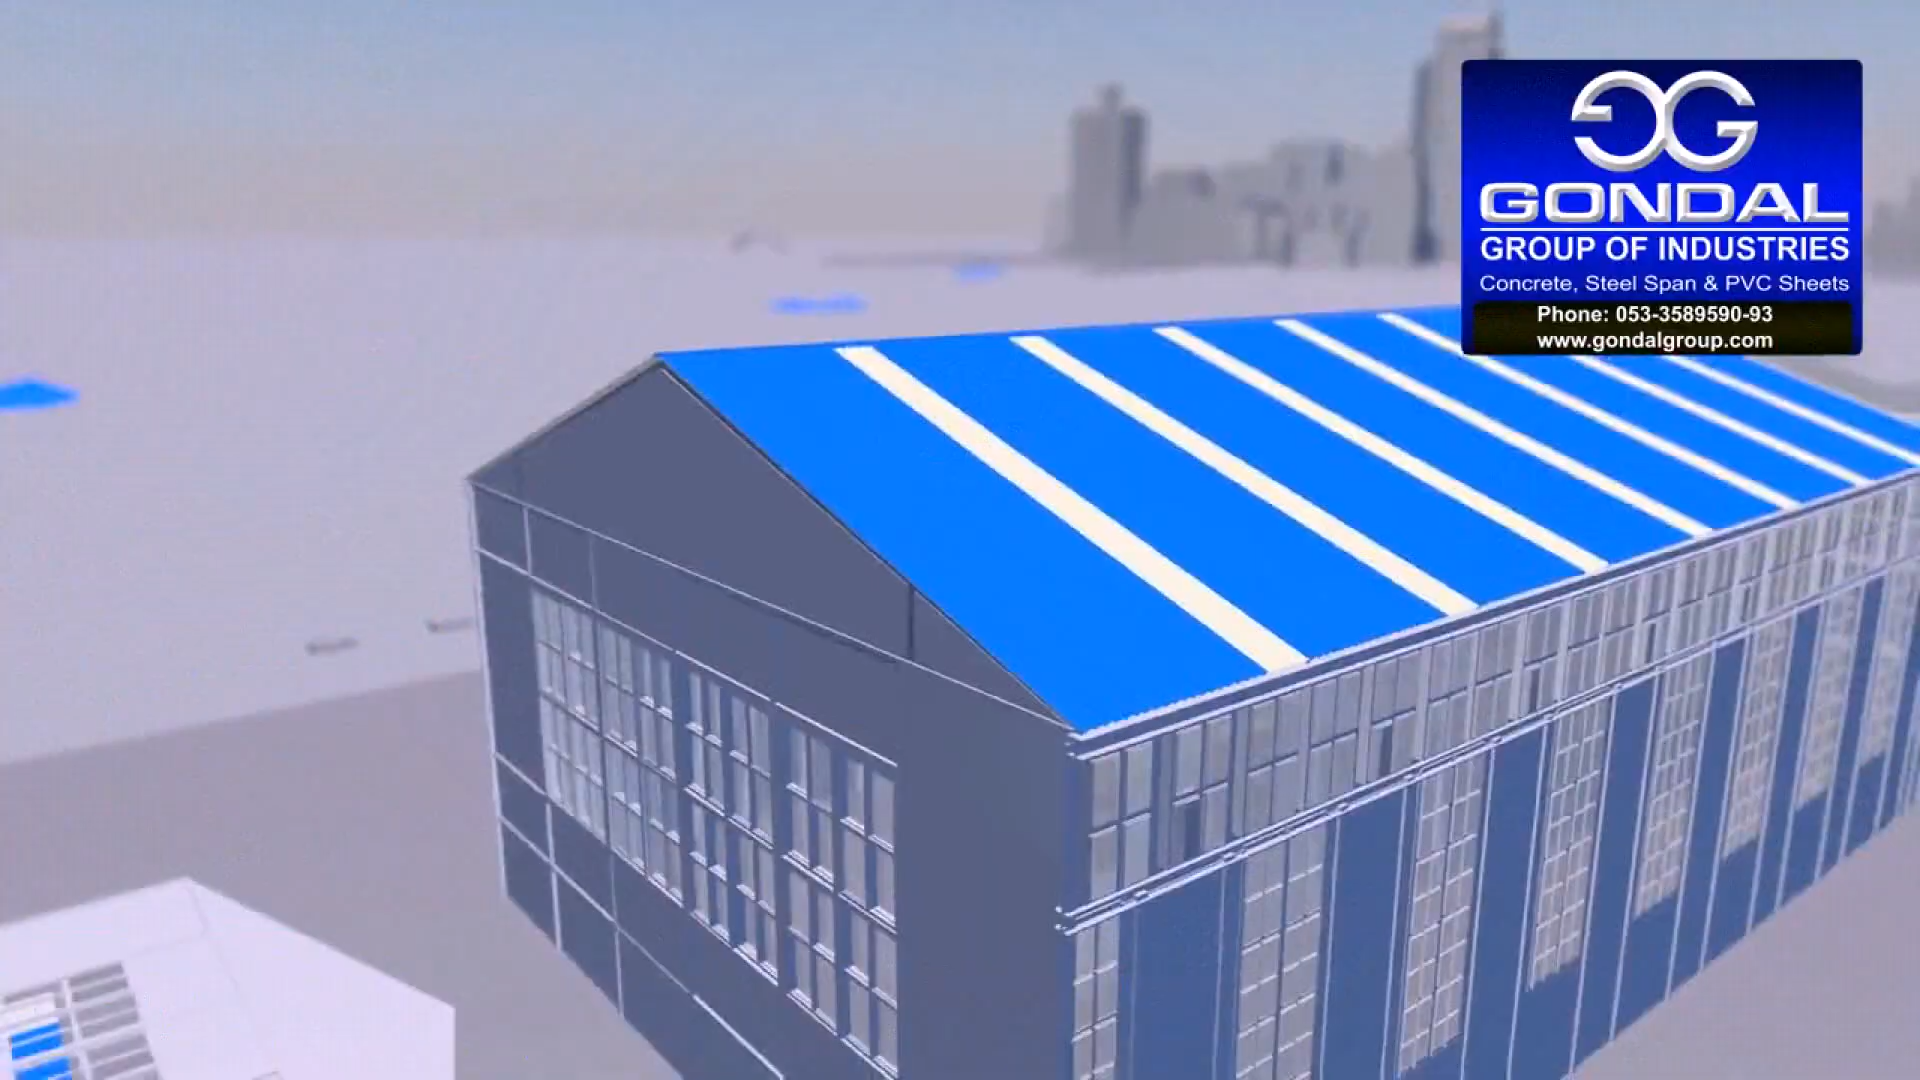 GONDAL
GROUP OF INDUSTRIES
Concrete, Steel Span & PVC Sheets
Phone: 053-3589590-93
www.gondalgroup.com